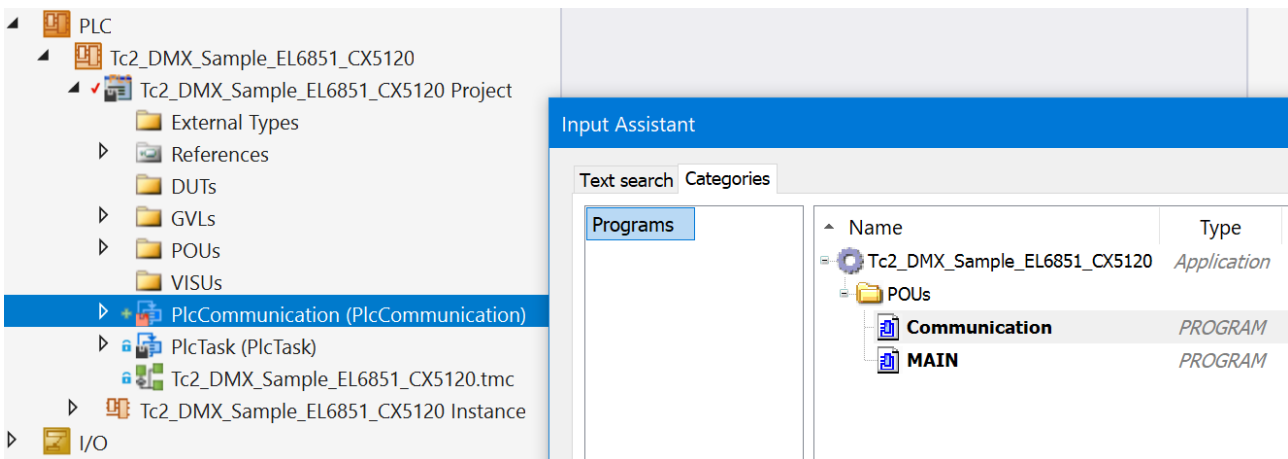 PLC
Tc2_DMX_Sample_EL6851_CX5120
Tc2_DMX_Sample_EL6851_CX5120 Project
External Types
References
DUTs
GVLs
POUs
VISUs
PlcCommunication (PlcCommunication)
PlcTask (PlcTask)
Tc2_DMX_Sample_EL6851_CX5120.tmc
Tc2_DMX_Sample_EL6851_CX5120 Instance
I/O
Input Assistant
Text search Categories
Programs
Name Type
Tc2_DMX_Sample_EL6851_CX5120 Application
POUs
Communication PROGRAM
MAIN PROGRAM